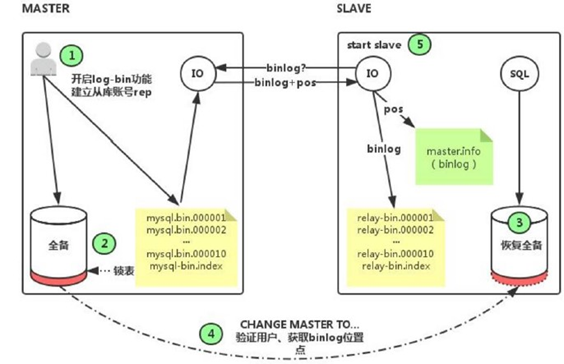 MASTER
1
开启log-bin功能
建立从库账号rep
IO
全备
2
锁表
mysql.bin.000001
mysql.bin.000002
...
mysql.bin.000010
mysql-bin.index
binlog?
binlog+pos
SLAVE
start slave
5
IO
SQL
pos
binlog
master.info
( binlog )
relay-bin.000001
relay-bin.000002
...
relay-bin.000010
relay-bin.index
3
恢复全备
4
CHANGE MASTER TO...
验证用户、获取binlog位置
点